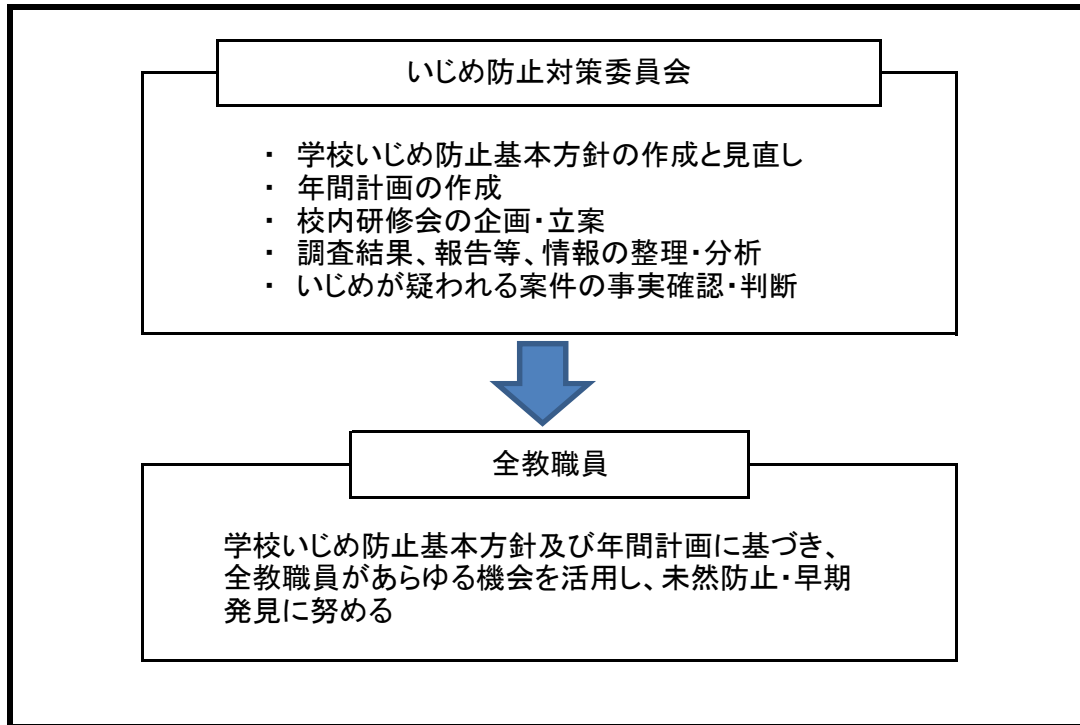 いじめ防止対策委員会
・ 学校いじめ防止基本方針の作成と見直し
・ 年間計画の作成
・ 校内研修会の企画・立案
・ 調査結果、報告等、情報の整理・分析
・ いじめが疑われる案件の事実確認・判断
全教職員
学校いじめ防止基本方針及び年間計画に基づき、
全教職員があらゆる機会を活用し、未然防止・早期
発見に努める